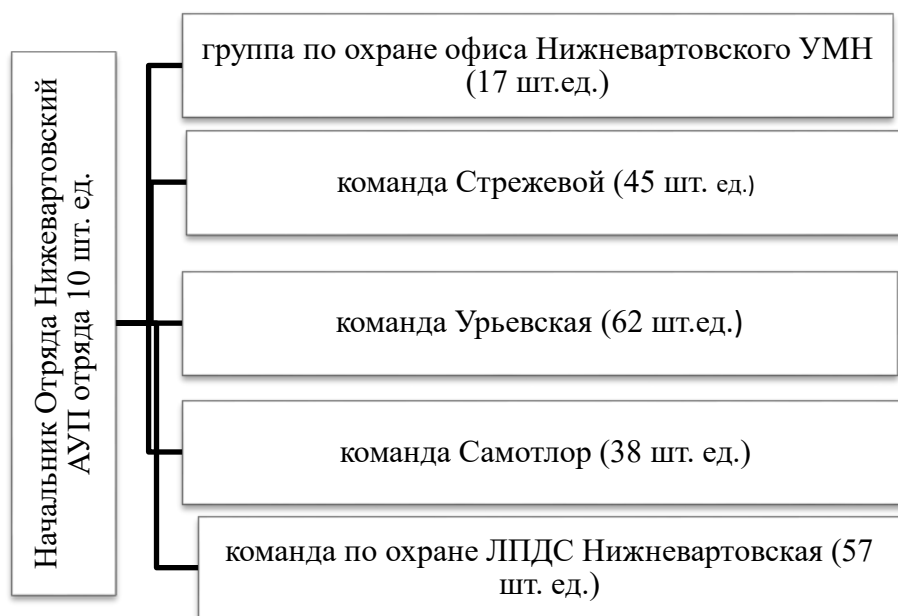 Начальник Отряда Нижевартовский
АУП отряда 10 шт. ед.
группа по охране офиса Нижневартовского УМН
(17 шт.ед.)
команда Стрежевой (45 шт. ед.)
команда Урьевская (62 шт.ед.)
команда Самотлор (38 шт. ед.)
команда по охране ЛПДС Нижневартовская (57
шт. ед.)